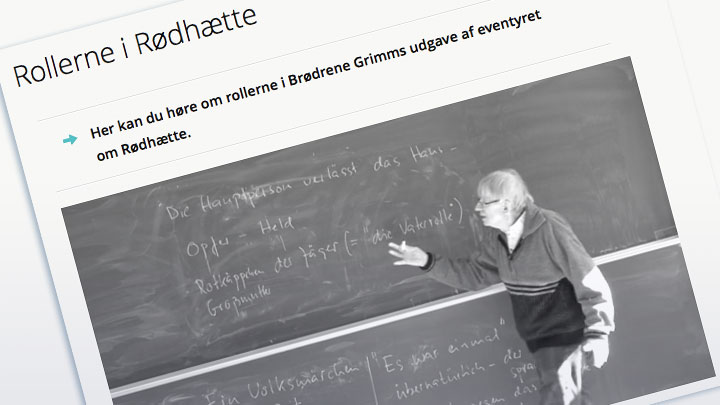 Rollerne i Rødhætte
Her kan du høre om rollerne i Brødrene Grimms udgave af eventyret
om Rødhætte.
Die Hauptperson verlässt das Haus -
Opfer - Held
Rotkäppchen der Jäger (= "die Vaterrolle)
Großmutter
Ein Volksmärchen
"Es war einmal"
übernatürlich - der
das